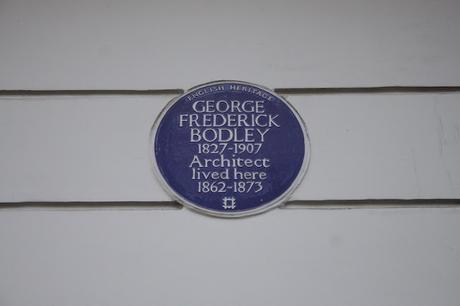 ENGLISH HERITAGE
GEORGE
FREDERICK
BODLEY
1827-1907
Architect
lived here
1862-1873